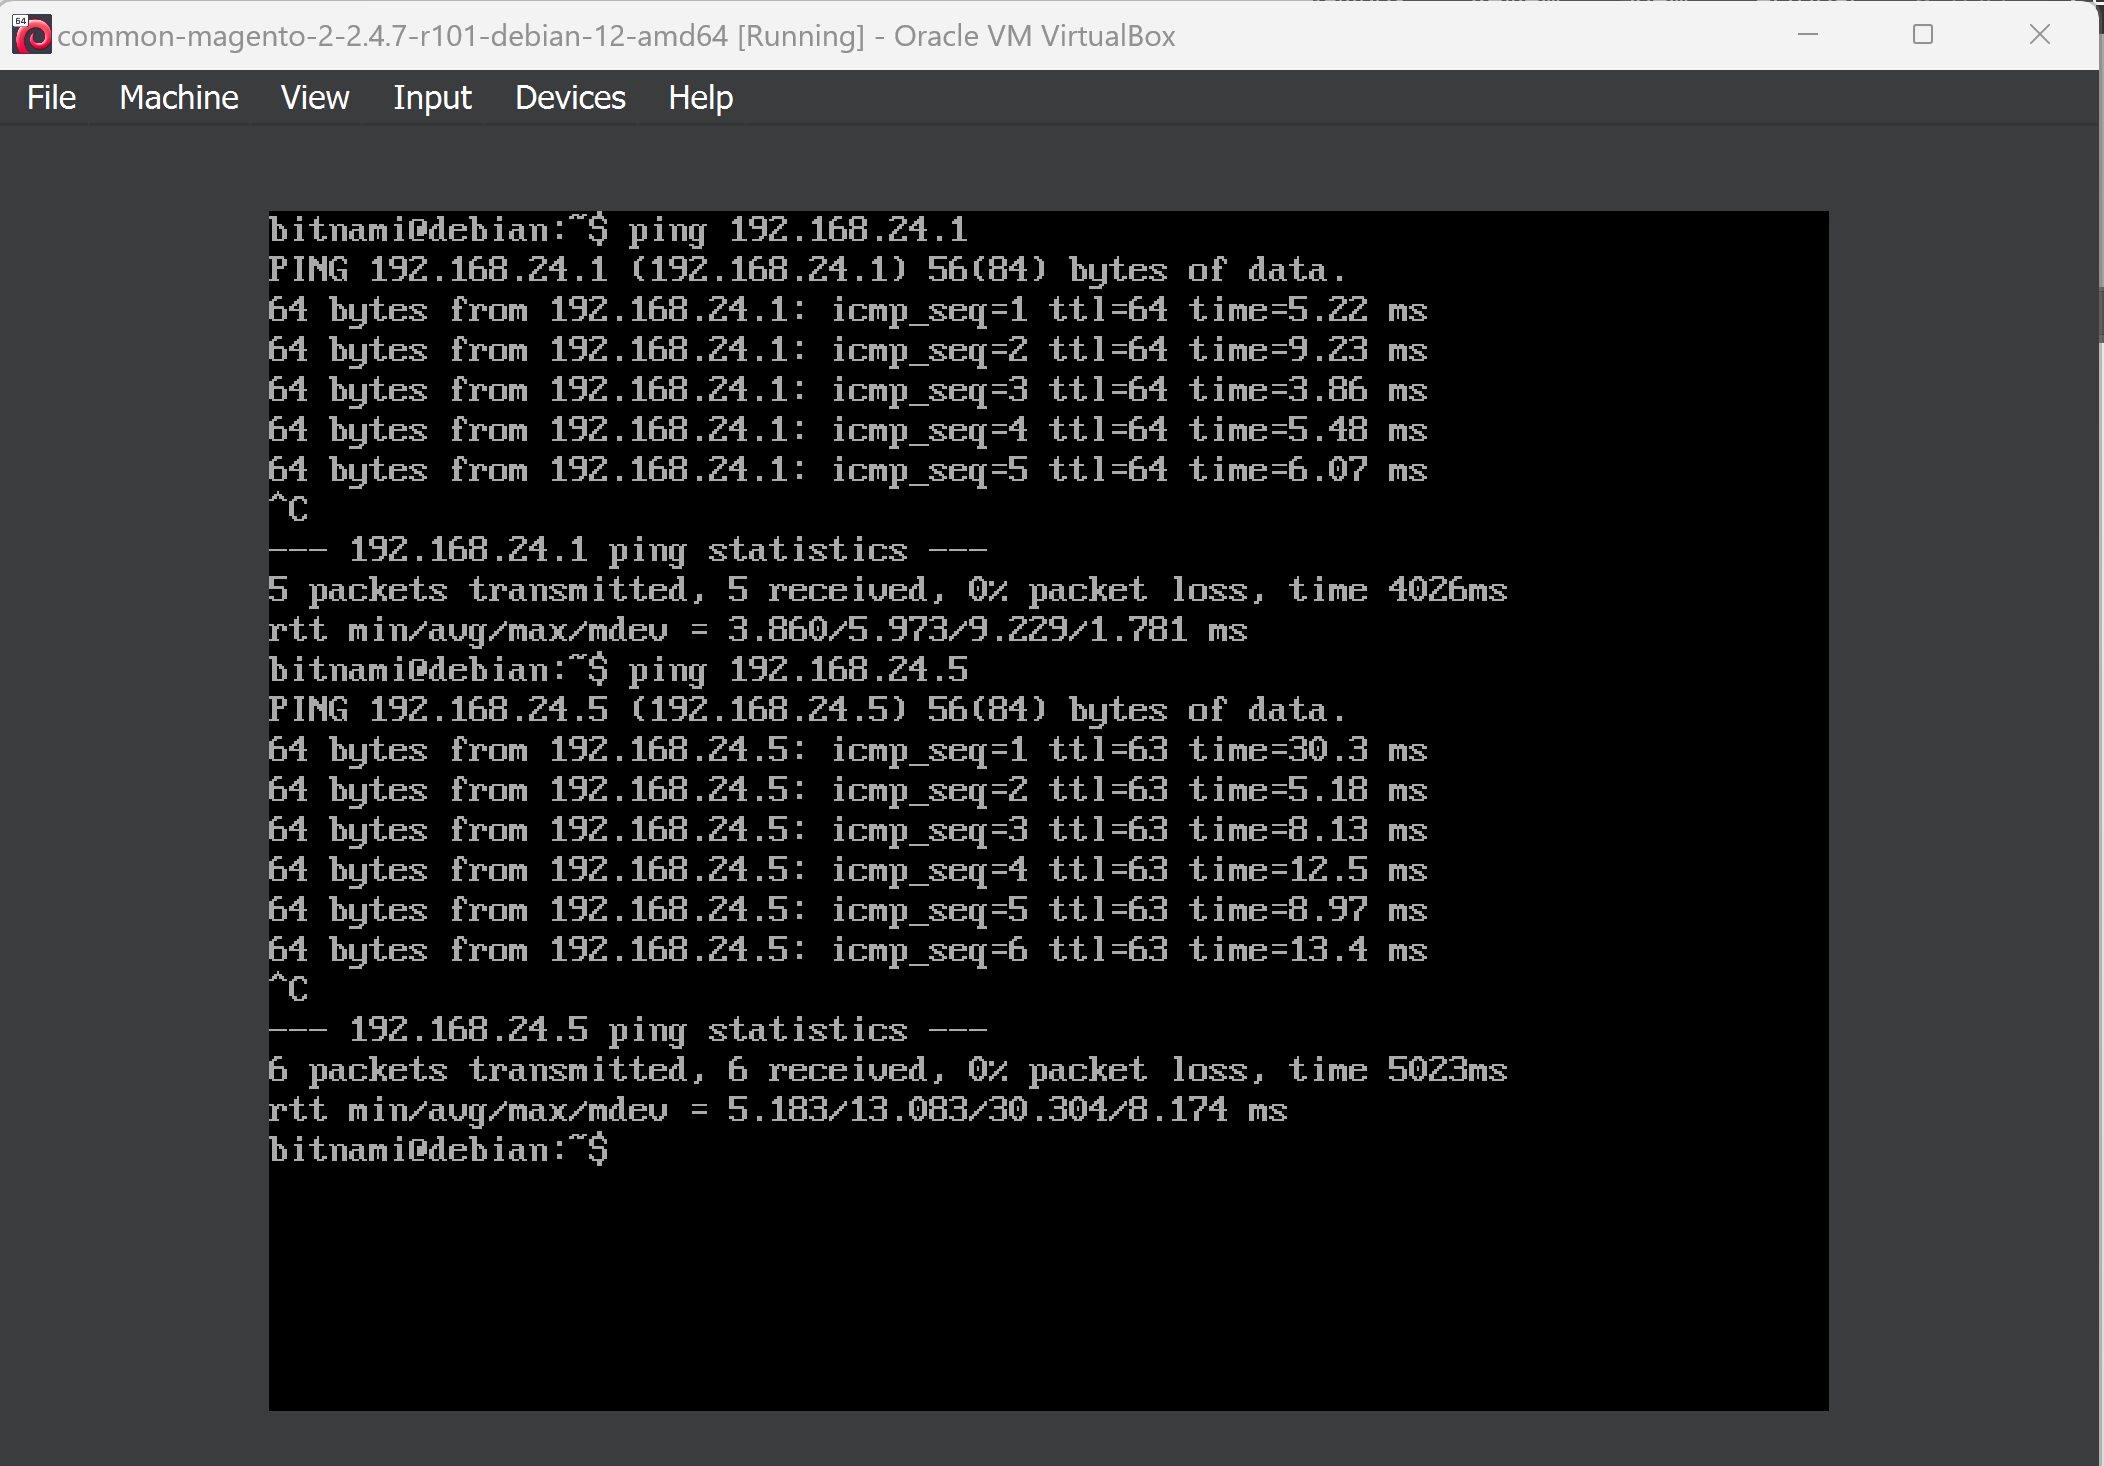 64
common-magento-2-2.4.7-r101-debian-12-amd64 [Running] - Oracle VM VirtualBox
File Machine View Input Devices Help
bitnami@debian:~$ ping 192.168.24.1
PING 192.168.24.1 (192.168.24.1) 56(84) bytes of data.
64 bytes from 192.168.24.1: icmp_seq=1 ttl=64 time=5.22 ms
64 bytes from 192.168.24.1: icmp_seq=2 ttl=64 time=9.23 ms
64 bytes from 192.168.24.1: icmp_seq=3 ttl=64 time=3.86 ms
64 bytes from 192.168.24.1: icmp_seq=4 ttl=64 time=5.48 ms
64 bytes from 192.168.24.1: icmp_seq=5 ttl=64 time=6.07 ms
^C
--- 192.168.24.1 ping statistics ---
5 packets transmitted, 5 received, 0% packet loss, time 4026ms
rtt min/avg/max/mdev = 3.860/5.973/9.229/1.781 ms
bitnami@debian:~$ ping 192.168.24.5
PING 192.168.24.5 (192.168.24.5) 56(84) bytes of data.
64 bytes from 192.168.24.5: icmp_seq=1 ttl=63 time=30.3 ms
64 bytes from 192.168.24.5: icmp_seq=2 ttl=63 time=5.18 ms
64 bytes from 192.168.24.5: icmp_seq=3 ttl=63 time=8.13 ms
64 bytes from 192.168.24.5: icmp_seq=4 ttl=63 time=12.5 ms
64 bytes from 192.168.24.5: icmp_seq=5 ttl=63 time=8.97 ms
64 bytes from 192.168.24.5: icmp_seq=6 ttl=63 time=13.4 ms
^C
--- 192.168.24.5 ping statistics ---
6 packets transmitted, 6 received, 0% packet loss, time 5023ms
rtt min/avg/max/mdev = 5.183/13.083/30.304/8.174 ms
bitnami@debian:~$